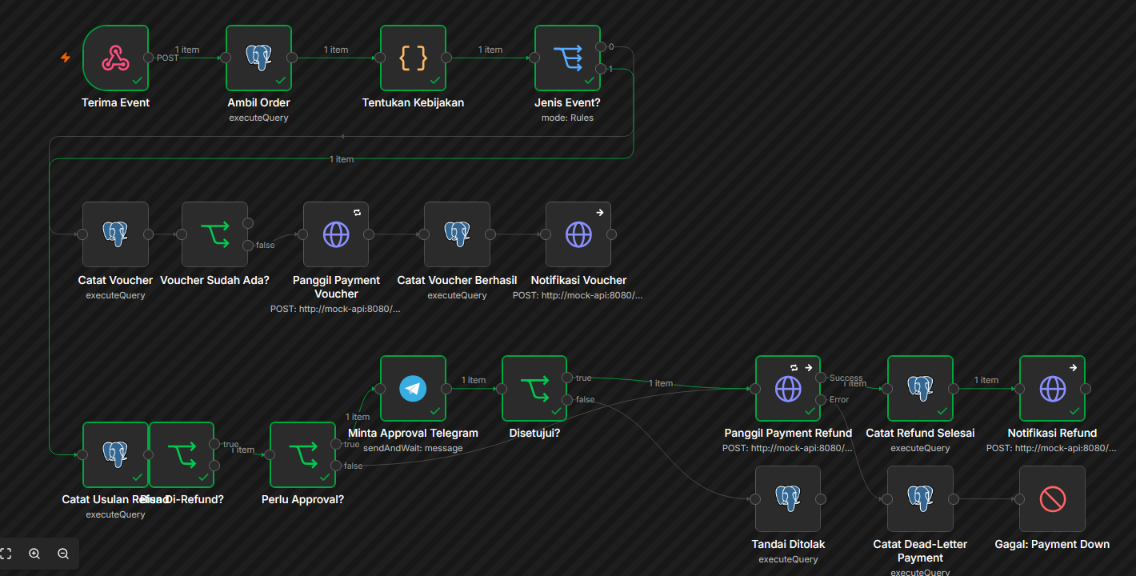 POST
1 item
1 item
1 item
0
1
Terima Event
Ambil Order
executeQuery
Tentukan Kebijakan
Jenis Event?
mode: Rules
1 item
false
Catat Voucher
executeQuery
Voucher Sudah Ada?
Panggil Payment
Voucher
POST: http://mock-api:8080/...
Catat Voucher Berhasil
executeQuery
Notifikasi Voucher
POST: http://mock-api:8080/...
1 item
true
false
1 item
Success
Error
1 item
1 item
Minta Approval Telegram
sendAndWait: message
Disetujui?
Panggil Payment Refund
POST: http://mock-api:8080/...
Catat Refund Selesai
executeQuery
Notifikasi Refund
POST: http://mock-api:8080/...
1 item
true
1 item
true
false
Catat Usulan Refund
executeQuery
Bisa Di-Refund?
Perlu Approval?
Tandai Ditolak
executeQuery
Catat Dead-Letter
Payment
executeQuery
Gagal: Payment Down